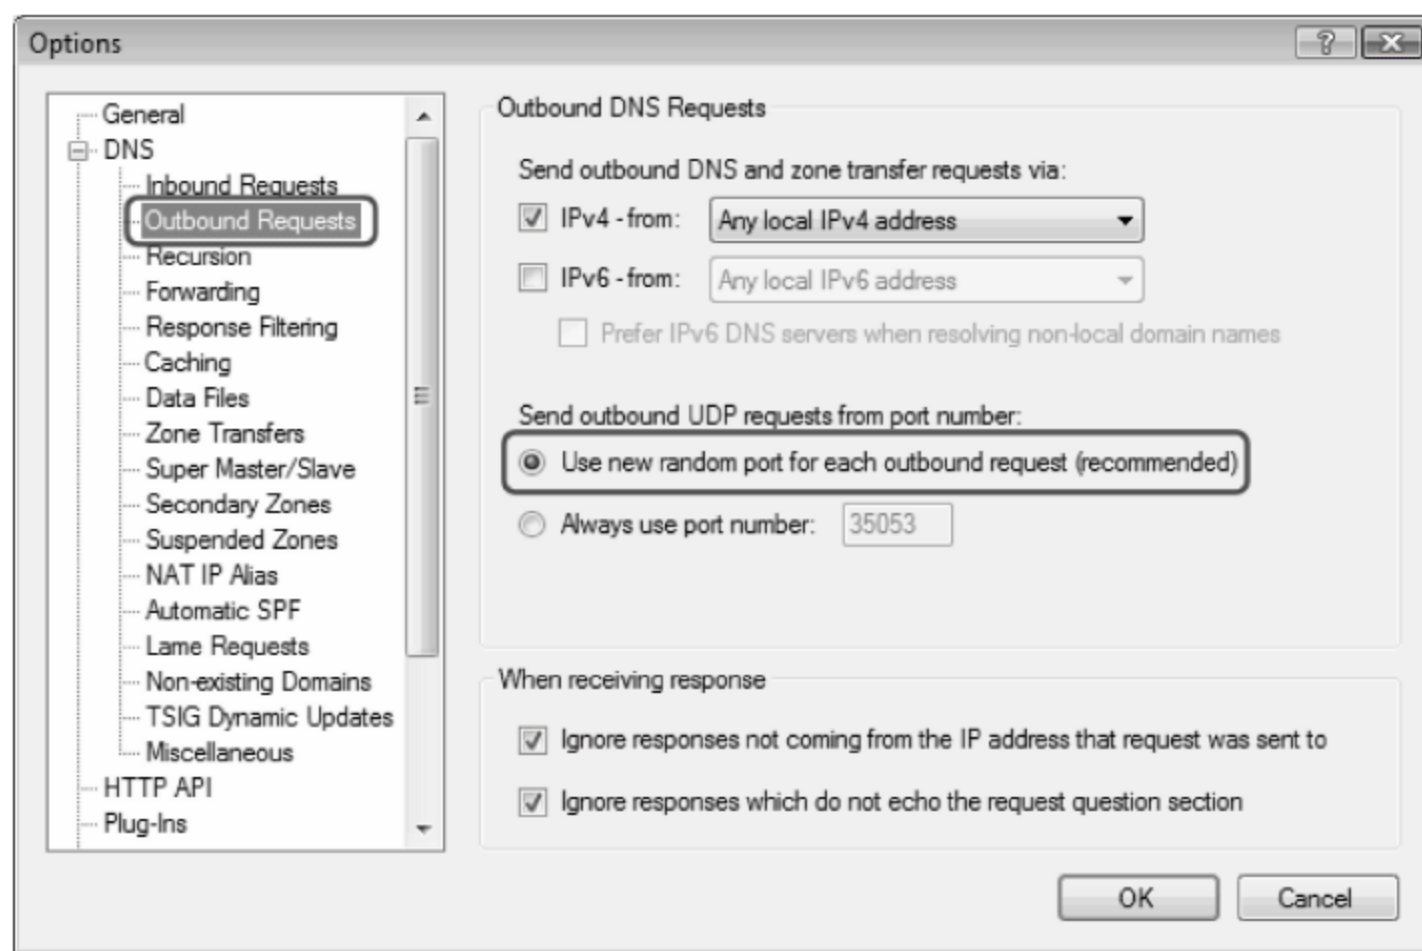 Options
General
DNS
Inbound Requests
Outbound Requests
Recursion
Forwarding
Response Filtering
Caching
Data Files
Zone Transfers
Super Master/Slave
Secondary Zones
Suspended Zones
NAT IP Alias
Automatic SPF
Lame Requests
Non-existing Domains
TSIG Dynamic Updates
Miscellaneous
HTTP API
Plug-Ins
Outbound DNS Requests
Send outbound DNS and zone transfer requests via:
IPv4 - from: Any local IPv4 address
IPv6 - from: Any local IPv6 address
Prefer IPv6 DNS servers when resolving non-local domain names
Send outbound UDP requests from port number:
Use new random port for each outbound request (recommended)
Always use port number: 35053
When receiving response
Ignore responses not coming from the IP address that request was sent to
Ignore responses which do not echo the request question section
OK Cancel